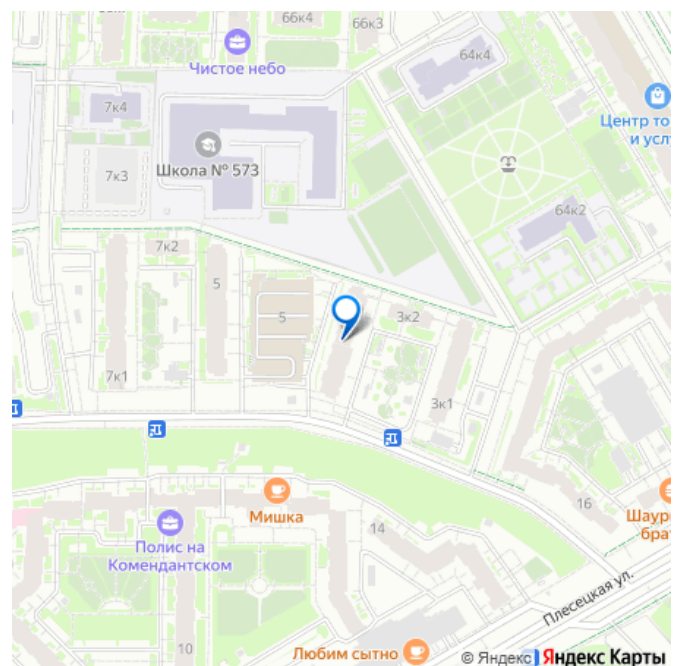 66к4
66к3
Чистое небо
64к4
7к4
Центр то
и усл
Школа № 573
7к3
64к2
7к2
5
5
3к2
7к1
3к1
16
Мишка
14
Шаур
бра
Полис на
Комендантском
Плесецкая ул.
10
Любим сытно
© Яндекс Яндекс Карты